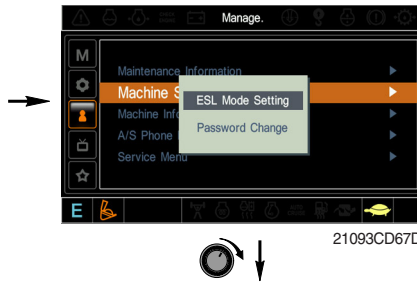 Manage.
M
Maintenance Information
Machine S
ESL Mode Setting
Machine Info
Password Change
A/S Phone
Service Menu
E
21093CD67D